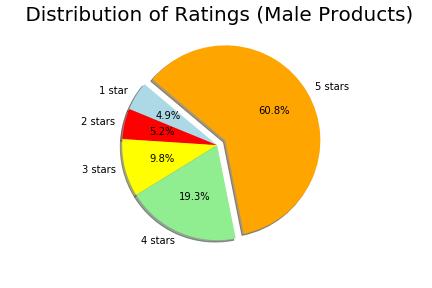 Distribution of Ratings (Male Products)
1 star
4.9%
2 stars
5.2%
3 stars
9.8%
4 stars
19.3%
5 stars
60.8%